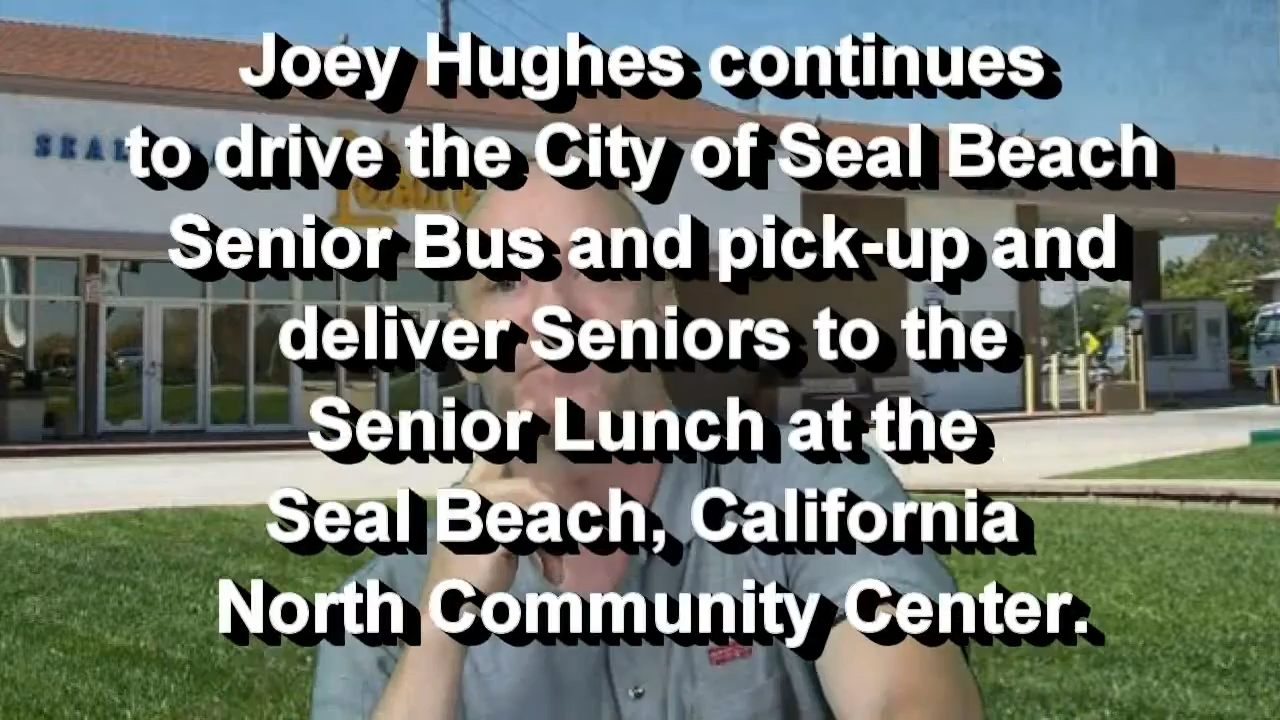 Joey Hughes continues
to drive the City of Seal Beach
Senior Bus and pick-up and
deliver Seniors to the
Senior Lunch at the
Seal Beach, California
North Community Center.
SEAL